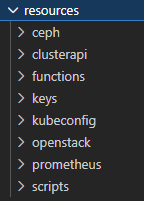 resources
ceph
clusterapi
functions
keys
kubeconfig
openstack
prometheus
scripts